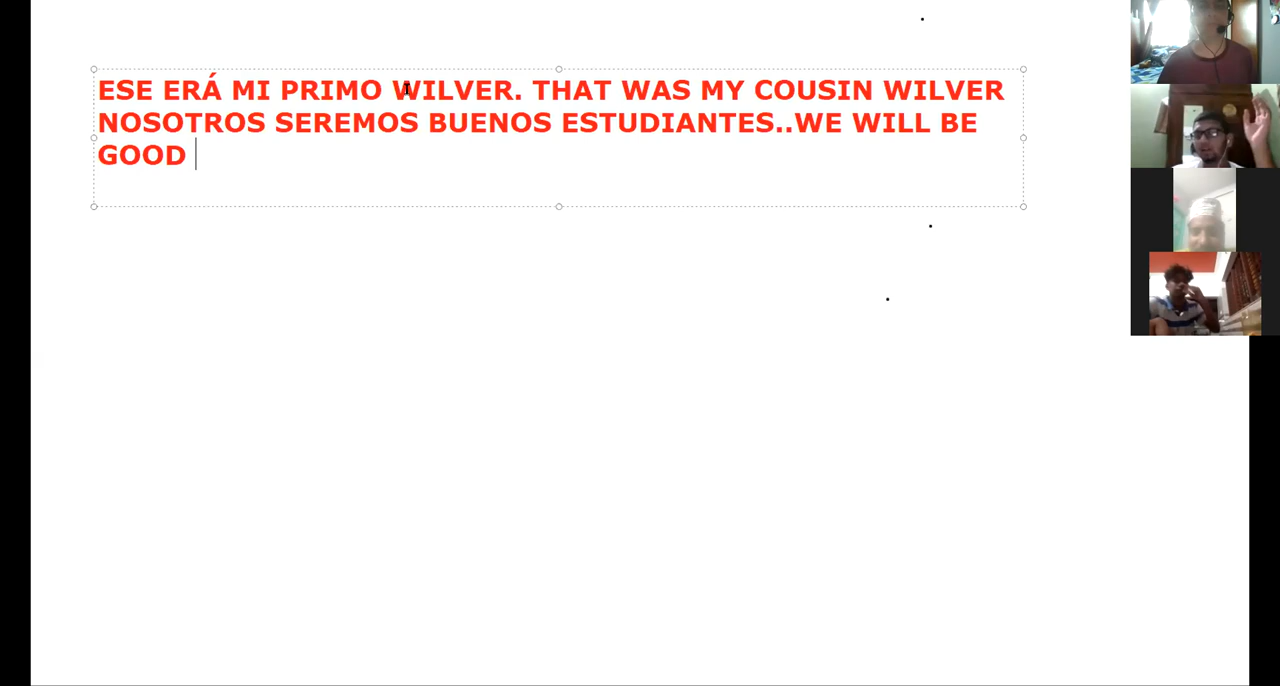 ESE ERÁ MI PRIMO WILVER. THAT WAS MY COUSIN WILVER
NOSOTROS SEREMOS BUENOS ESTUDIANTES..WE WILL BE
GOOD